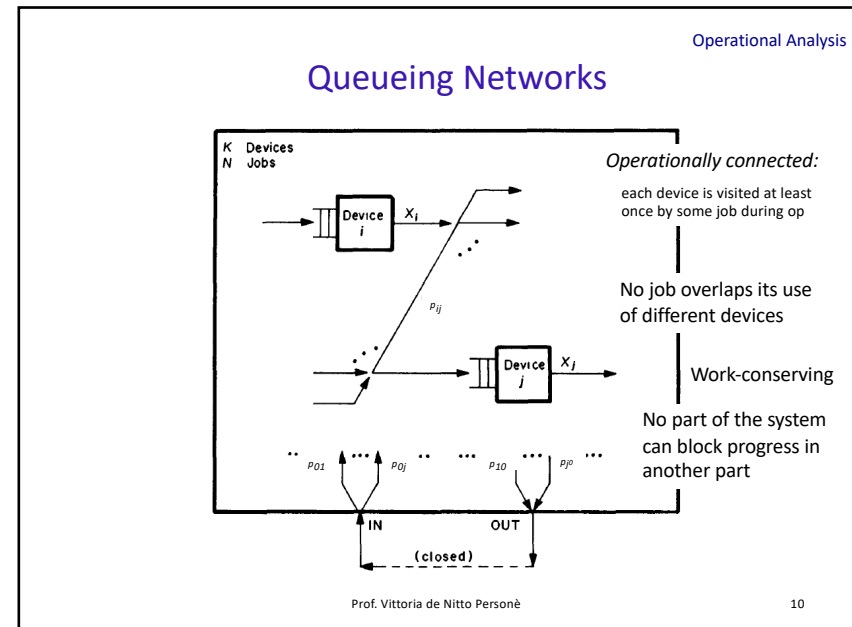 Operational Analysis
Queueing Networks
K Devices
N Jobs
Operationally connected:
each device is visited at least
once by some job during op
Device
i
X_i
No job overlaps its use
of different devices
p_ij
Device
j
X_j
Work-conserving
No part of the system
can block progress in
another part
p_01
p_0j
p_10
p_j0
IN
OUT
(closed)
Prof. Vittoria de Nitto Personè
10